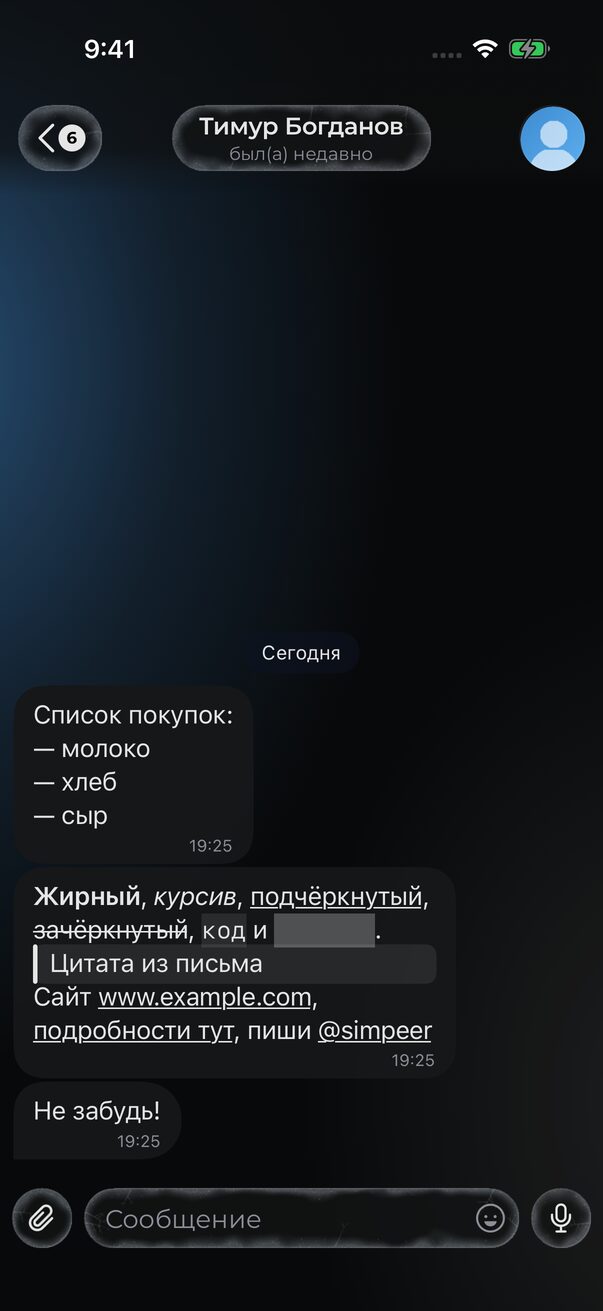 9:41
6
Тимур Богданов
был(а) недавно
Сегодня
Список покупок:
— молоко
— хлеб
— сыр
19:25
Жирный, курсив, подчёркнутый,
зачёркнутый, код и .
Цитата из письма
Сайт www.example.com,
подробности тут, пиши @simpeer
19:25
Не забудь!
19:25
Сообщение